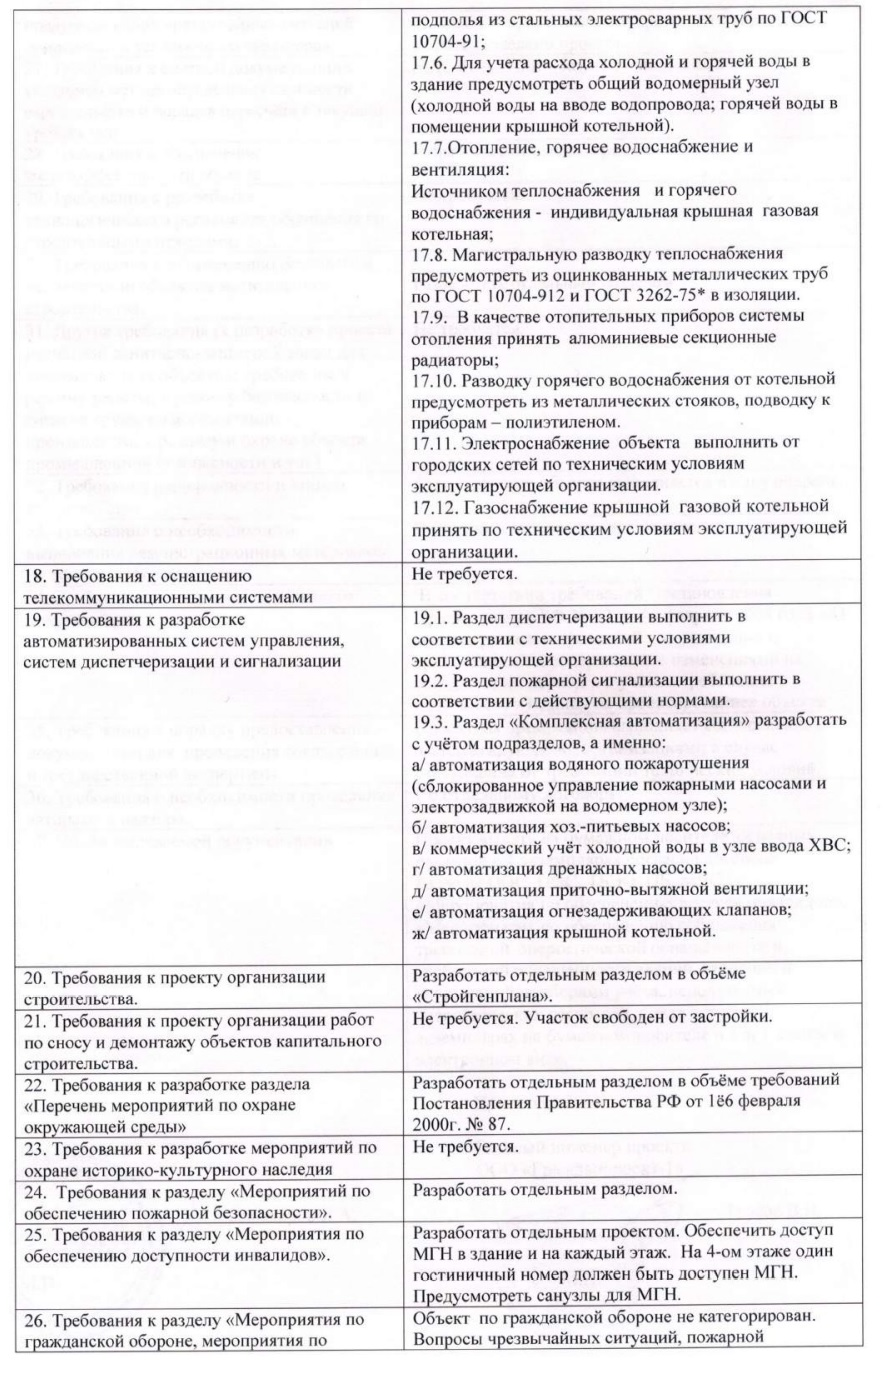 подполья из стальных электросварных труб по ГОСТ
10704-91;
17.6. Для учета расхода холодной и горячей воды в
здание предусмотреть общий водомерный узел
(холодной воды на вводе водопровода; горячей воды в
помещении крышной котельной).
17.7.Отопление, горячее водоснабжение и
вентиляция:
Источником теплоснабжения и горячего
водоснабжения - индивидуальная крышная газовая
котельная;
17.8. Магистральную разводку теплоснабжения
предусмотреть из оцинкованных металлических труб
по ГОСТ 10704-912 и ГОСТ 3262-75* в изоляции.
17.9. В качестве отопительных приборов системы
отопления принять алюминиевые секционные
радиаторы;
17.10. Разводку горячего водоснабжения от котельной
предусмотреть из металлических стояков, подводку к
приборам – полиэтиленом.
17.11. Электроснабжение объекта выполнить от
городских сетей по техническим условиям
эксплуатирующей организации.
17.12. Газоснабжение крышной газовой котельной
принять по техническим условиям эксплуатирующей
организации.
18. Требования к оснащению
телекоммуникационными системами
Не требуется.
19. Требования к разработке
автоматизированных систем управления,
систем диспетчеризации и сигнализации
19.1. Раздел диспетчеризации выполнить в
соответствии с техническими условиями
эксплуатирующей организации.
19.2. Раздел пожарной сигнализации выполнить в
соответствии с действующими нормами.
19.3. Раздел «Комплексная автоматизация» разработать
с учётом подразделов, а именно:
а/ автоматизация водяного пожаротушения
(сблокированное управление пожарными насосами и
электрозадвижкой на водомерном узле);
б/ автоматизация хоз.-питьевых насосов;
в/ коммерческий учёт холодной воды в узле ввода ХВС;
г/ автоматизация дренажных насосов;
д/ автоматизация приточно-вытяжной вентиляции;
е/ автоматизация огнезадерживающих клапанов;
ж/ автоматизация крышной котельной.
20. Требования к проекту организации
строительства.
Разработать отдельным разделом в объёме
«Стройгенплана».
21. Требования к проекту организации работ
по сносу и демонтажу объектов капитального
строительства.
Не требуется. Участок свободен от застройки.
22. Требования к разработке раздела
«Перечень мероприятий по охране
окружающей среды»
Разработать отдельным разделом в объёме требований
Постановления Правительства РФ от 1ё6 февраля
2000г. № 87.
23. Требования к разработке мероприятий по
охране историко-культурного наследия
Не требуется.
24. Требования к разделу «Мероприятий по
обеспечению пожарной безопасности».
Разработать отдельным разделом.
25. Требования к разделу «Мероприятия по
обеспечению доступности инвалидов».
Разработать отдельным проектом. Обеспечить доступ
МГН в здание и на каждый этаж. На 4-ом этаже один
гостиничный номер должен быть доступен МГН.
Предусмотреть санузлы для МГН.
26. Требования к разделу «Мероприятия по
гражданской обороне, мероприятия по
Объект по гражданской обороне не категорирован.
Вопросы чрезвычайных ситуаций, пожарной